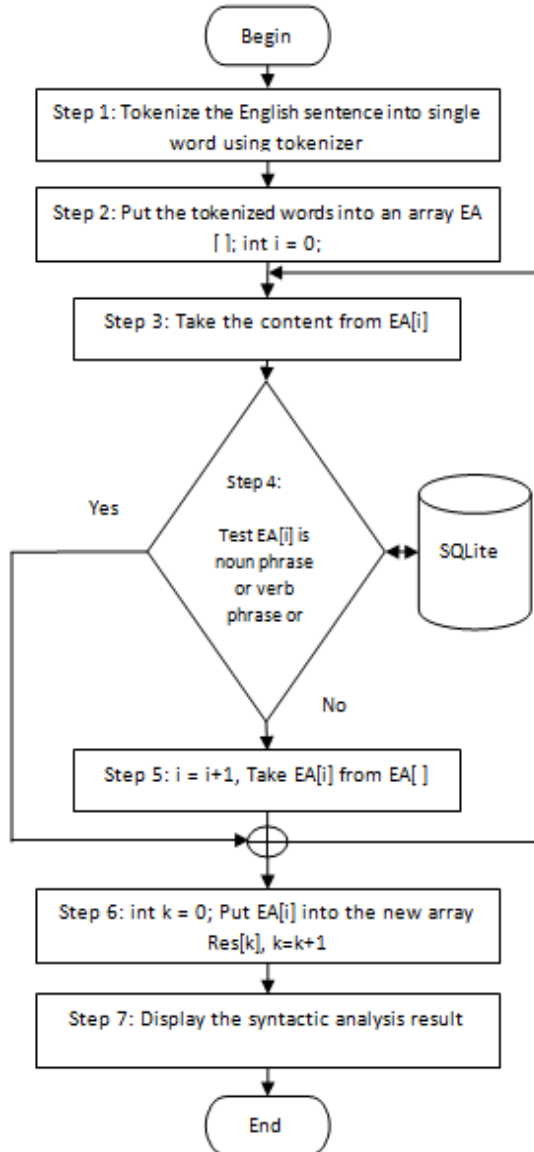 Begin
Step 1: Tokenize the English sentence into single
word using tokenizer
Step 2: Put the tokenized words into an array EA
[ ]; int i = 0;
Step 3: Take the content from EA[i]
Step 4:
Yes
Test EA[i] is
noun phrase
or verb
phrase or
SQLite
No
Step 5: i = i+1, Take EA[i] from EA[ ]
Step 6: int k = 0; Put EA[i] into the new array
Res[k], k=k+1
Step 7: Display the syntactic analysis result
End